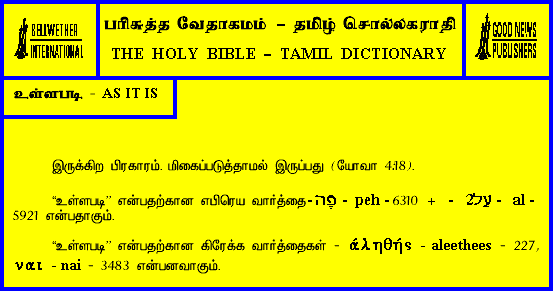 BELLWETHER
INTERNATIONAL
பரிசுத்த வேதாகமம் – தமிழ் சொல்லகராதி
THE HOLY BIBLE – TAMIL DICTIONARY
GOOD NEWS
PUBLISHERS
உள்ளபடி, - AS IT IS
இருக்கிற பிரகாரம். மிகைப்படுத்தாமல் இருப்பது (யோவா 4:18).
“உள்ளபடி” என்பதற்கான எபிரெய வார்த்தை - פֶּה - peh - 6310 + - עַל2 - al -
5921 என்பதாகும்.
“உள்ளபடி” என்பதற்கான கிரேக்க வார்த்தைகள் - ἀληθής - aleethees - 227,
ναι - nai - 3483 என்பனவாகும்.